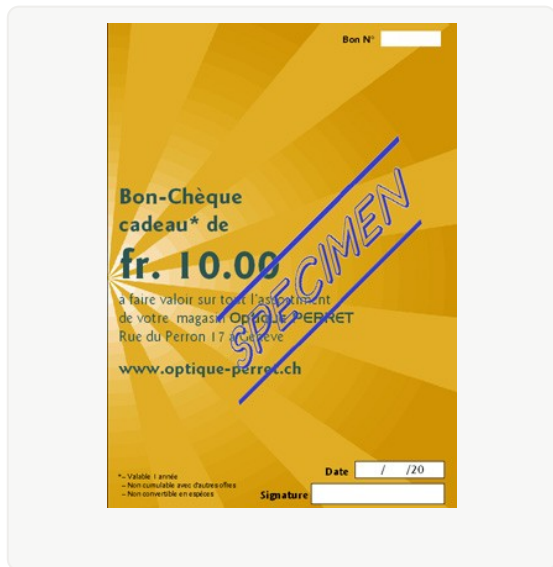 Bon N°
Bon-Chèque
cadeau* de
fr. 10.00
à faire valoir sur tout l'assortiment
de votre magasin Optique PERRET
Rue du Perron 17 à Genève
www.optique-perret.ch
SPECIMEN
Date / /20
*– Valable 1 année
– Non cumulable avec d'autres offres
– Non convertible en espèces
Signature